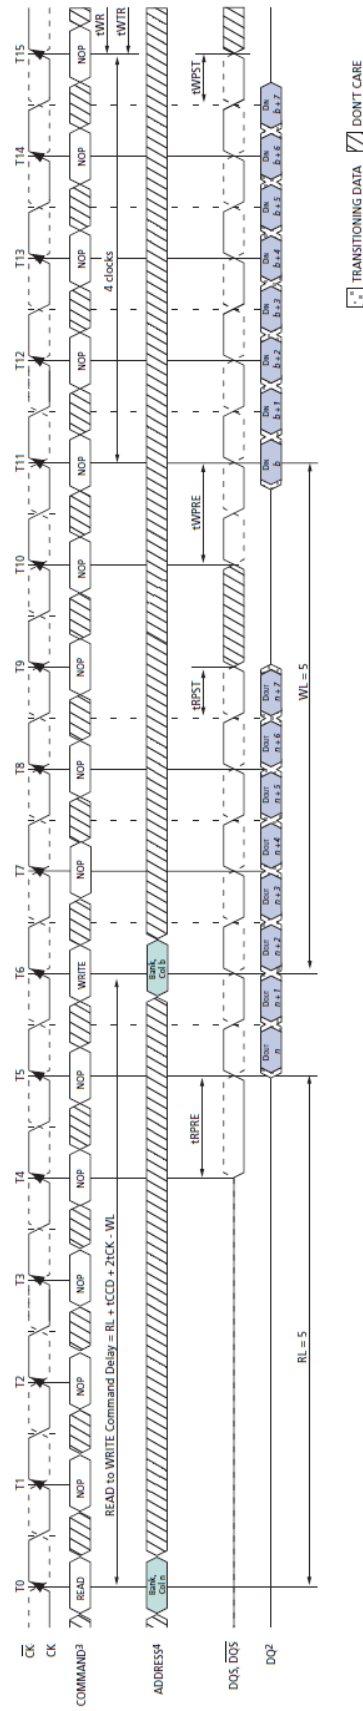 T0 T1 T2 T3 T4 T5 T6 T7 T8 T9 T10 T11 T12 T13 T14 T15
CK
CK
COMMAND3 READ NOP NOP NOP NOP NOP WRITE NOP NOP NOP NOP NOP NOP NOP NOP NOP
tWR
READ to WRITE Command Delay = RL + tCCD + 2tCK - WL
4 clocks
tWTR
ADDRESS4
Bank, Col n
Bank, Col b
tRPRE tRPST tWPRE tWPST
DQS, DQS
DQ2
DOUT n
DOUT n + 1
DOUT n + 2
DOUT n + 3
DOUT n + 4
DOUT n + 5
DOUT n + 6
DOUT n + 7
DIN b
DIN b + 1
DIN b + 2
DIN b + 3
DIN b + 4
DIN b + 5
DIN b + 6
DIN b + 7
RL = 5
WL = 5
TRANSITIONING DATA
DON'T CARE